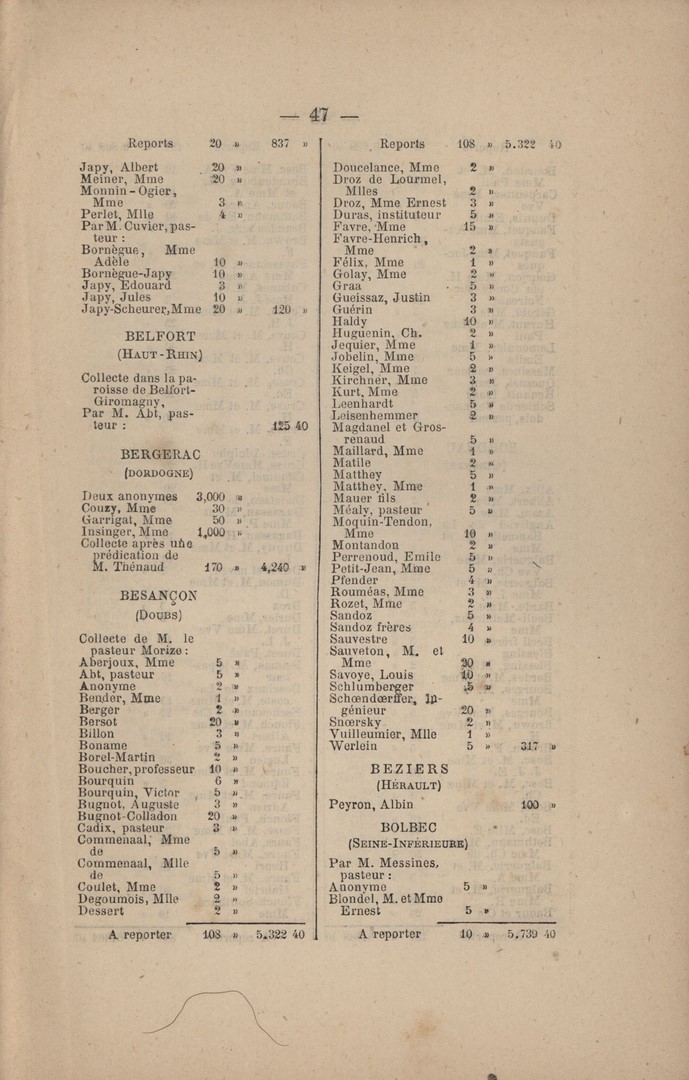 — 47 —
Reports 20 » 837 »
Japy, Albert 20 »
Meiner, Mme 20 »
Monnin-Ogier,
Mme 3 »
Perlet, Mlle 4 »
Par M. Cuvier, pas-
teur :
Bornègue, Mme
Adèle 10 »
Bornègue-Japy 10 »
Japy, Edouard 3 »
Japy, Jules 10 »
Japy-Scheurer, Mme 20 » 120 »
BELFORT
(HAUT-RHIN)
Collecte dans la pa-
roisse de Belfort-
Giromagny,
Par M. Abt, pas-
teur : 125 40
BERGERAC
(DORDOGNE)
Deux anonymes 3,000 »
Couzy, Mme 30 »
Garrigat, Mme 50 »
Insinger, Mme 1,000 »
Collecte après une
prédication de
M. Thénaud 170 » 4,240 »
BESANÇON
(DOUBS)
Collecte de M. le
pasteur Morize :
Aberjoux, Mme 5 »
Abt, pasteur 5 »
Anonyme 2 »
Bender, Mme 1 »
Berger 2 »
Bersot 20 »
Billon 3 »
Boname 5 »
Borel-Martin 2 »
Boucher, professeur 10 »
Bourquin 6 »
Bourquin, Victor 5 »
Bugnot, Auguste 3 »
Bugnot-Colladon 20 »
Cadix, pasteur 3 »
Commenaal, Mme
de 5 »
Commenaal, Mlle
de 5 »
Coulet, Mme 2 »
Degoumois, Mlle 2 »
Dessert 2 »
A reporter 108 » 5.322 40
Reports 108 » 5.322 40
Doucelance, Mme 2 »
Droz de Lourmel,
Mlles 2 »
Droz, Mme Ernest 3 »
Duras, instituteur 5 »
Favre, Mme 15 »
Favre-Henrich,
Mme 2 »
Félix, Mme 1 »
Golay, Mme 2 »
Graa 5 »
Gueissaz, Justin 3 »
Guérin 3 »
Haldy 10 »
Huguenin, Ch. 2 »
Jequier, Mme 1 »
Jobelin, Mme 5 »
Keigel, Mme 2 »
Kirchner, Mme 3 »
Kurt, Mme 2 »
Leenhardt 5 »
Leisenhemmer 2 »
Magdanel et Gros-
renaud 5 »
Maillard, Mme 1 »
Matile 2 »
Matthey 5 »
Matthey, Mme 1 »
Mauer fils 2 »
Méaly, pasteur 5 »
Moquin-Tendon,
Mme 10 »
Montandon 2 »
Perrenoud, Emile 5 »
Petit-Jean, Mme 5 »
Pfender 4 »
Rouméas, Mme 3 »
Rozet, Mme 2 »
Sandoz 5 »
Sandoz frères 4 »
Sauvestre 10 »
Sauveton, M. et
Mme 20 »
Savoye, Louis 10 »
Schlumberger 5 »
Schœndœrffer, In-
génieur 20 »
Snœrsky 2 »
Vuilleumier, Mlle 1 »
Werlein 5 » 317 »
BEZIERS
(HÉRAULT)
Peyron, Albin 100 »
BOLBEC
(SEINE-INFÉRIEURE)
Par M. Messines,
pasteur :
Anonyme 5 »
Blondel, M. et Mme
Ernest 5 »
A reporter 10 » 5,739 40